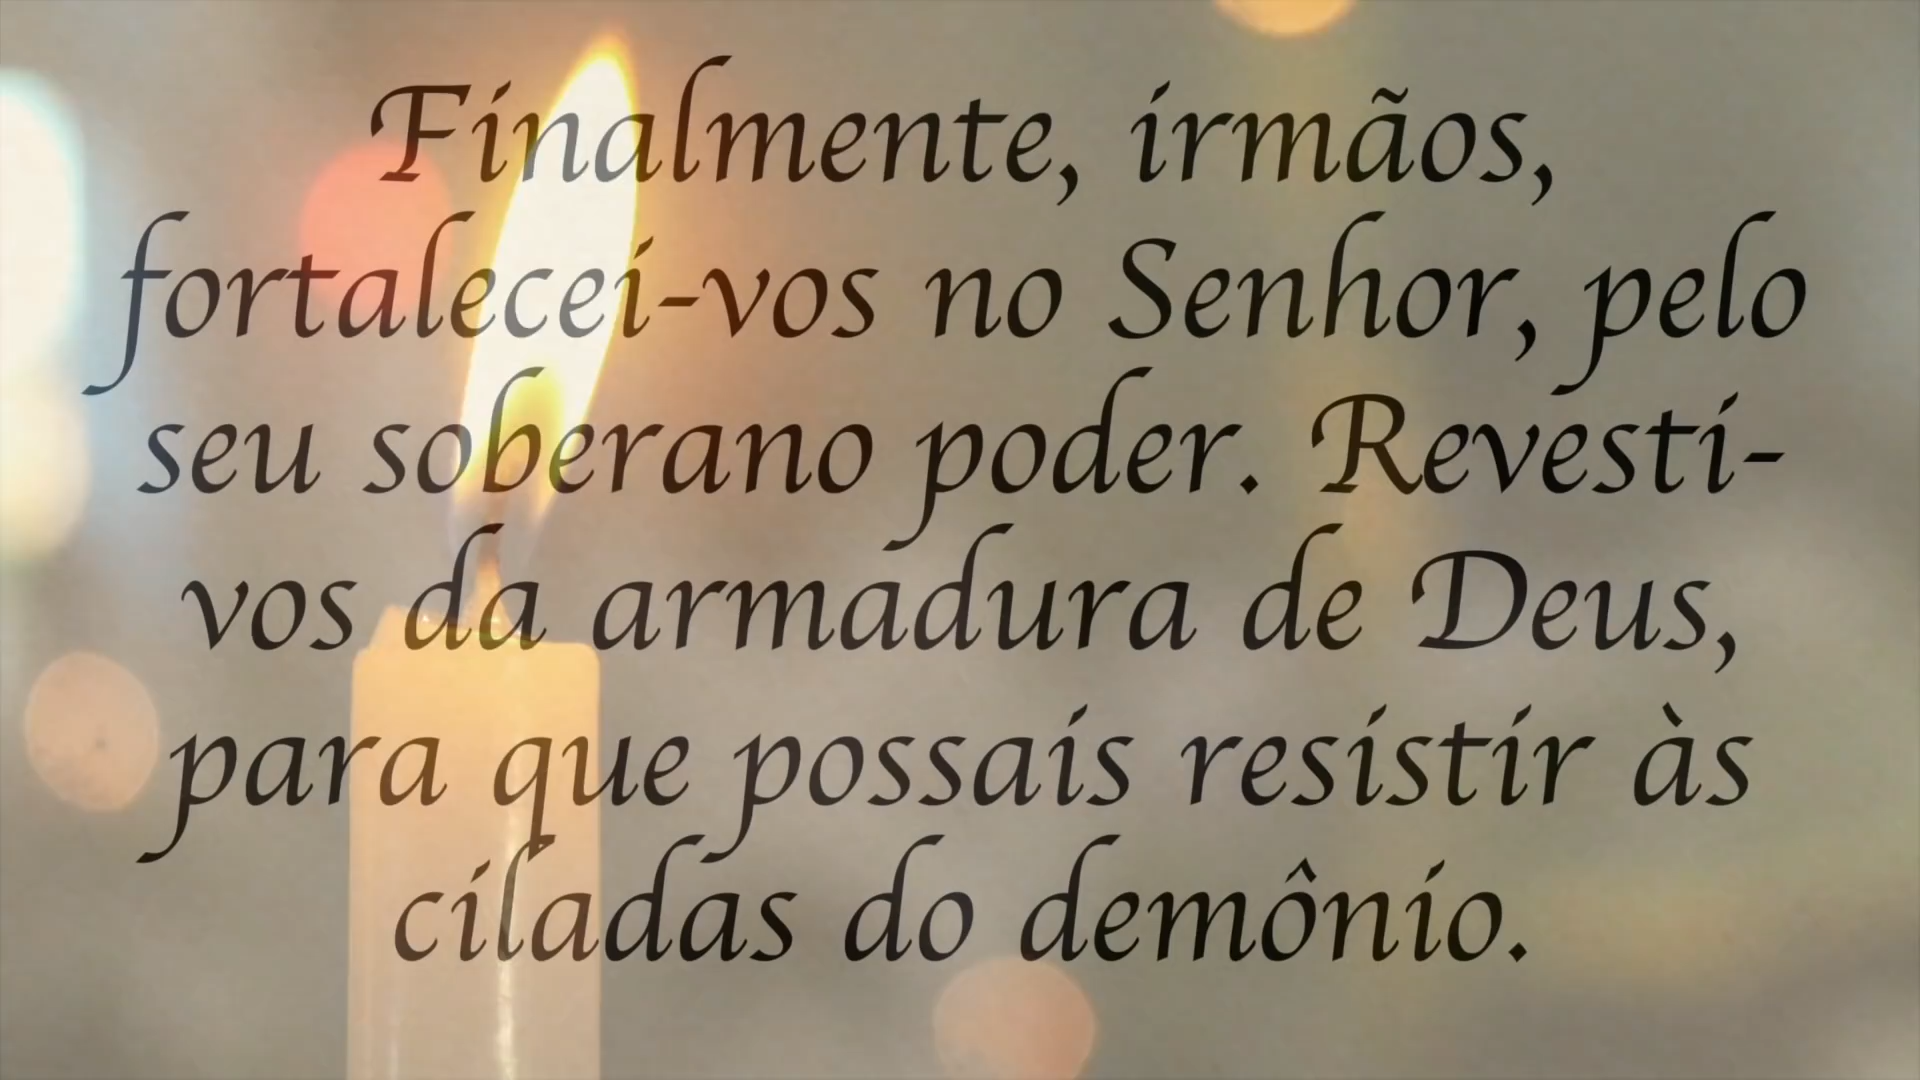 Finalmente, irmãos,
fortalecei-vos no Senhor, pelo
seu soberano poder. Revesti-
vos da armadura de Deus,
para que possais resistir às
ciladas do demônio.